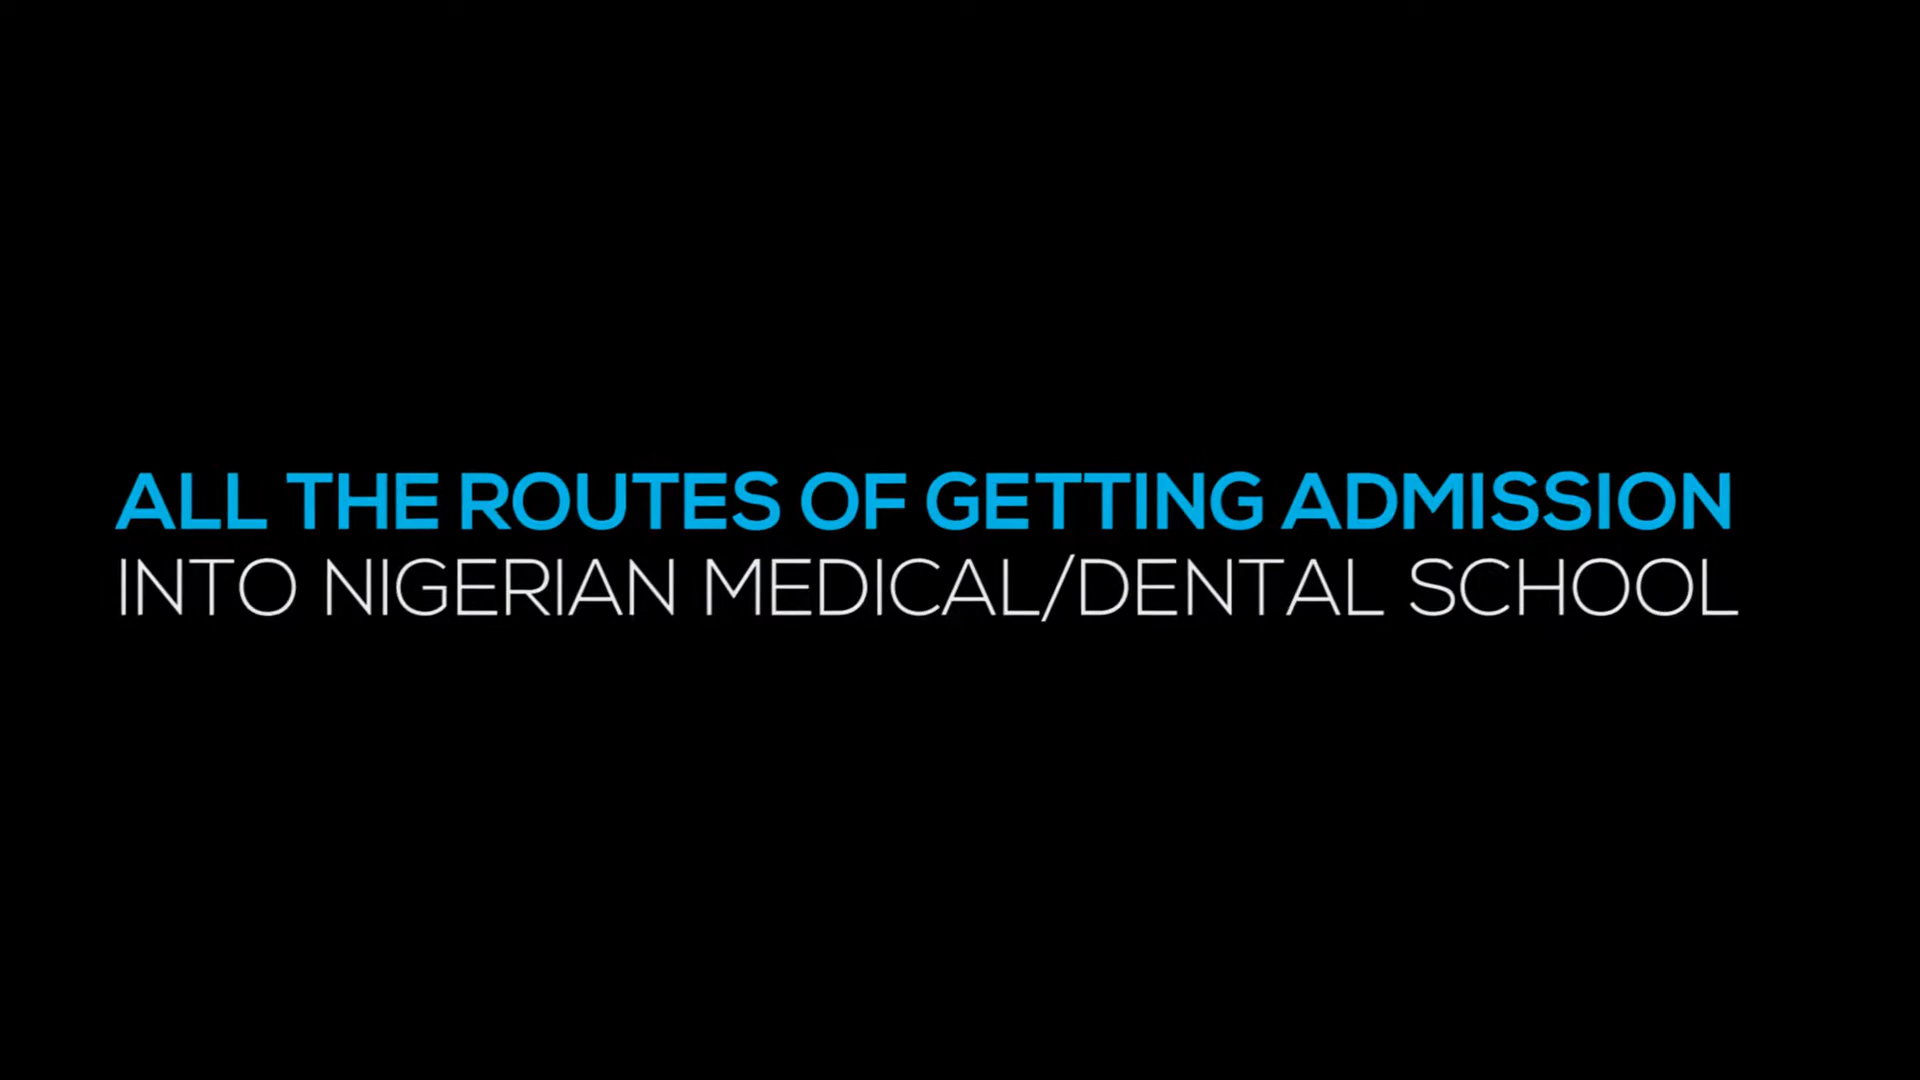 ALL THE ROUTES OF GETTING ADMISSION
INTO NIGERIAN MEDICAL/DENTAL SCHOOL